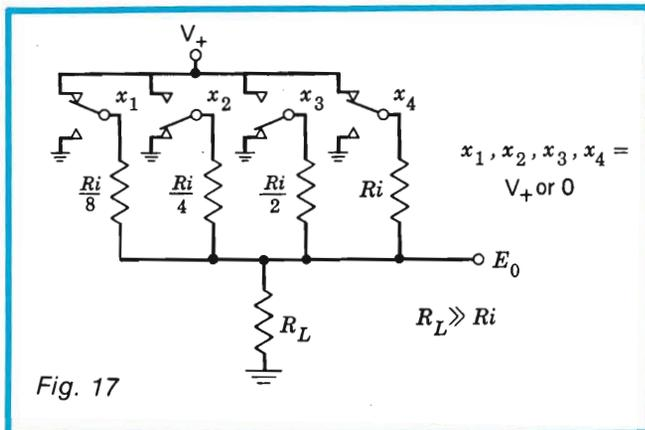 V+
x1 x2 x3 x4
x1, x2, x3, x4 =
V+ or 0
Ri/8 Ri/4 Ri/2 Ri
E0
RL
RL ≫ Ri
Fig. 17